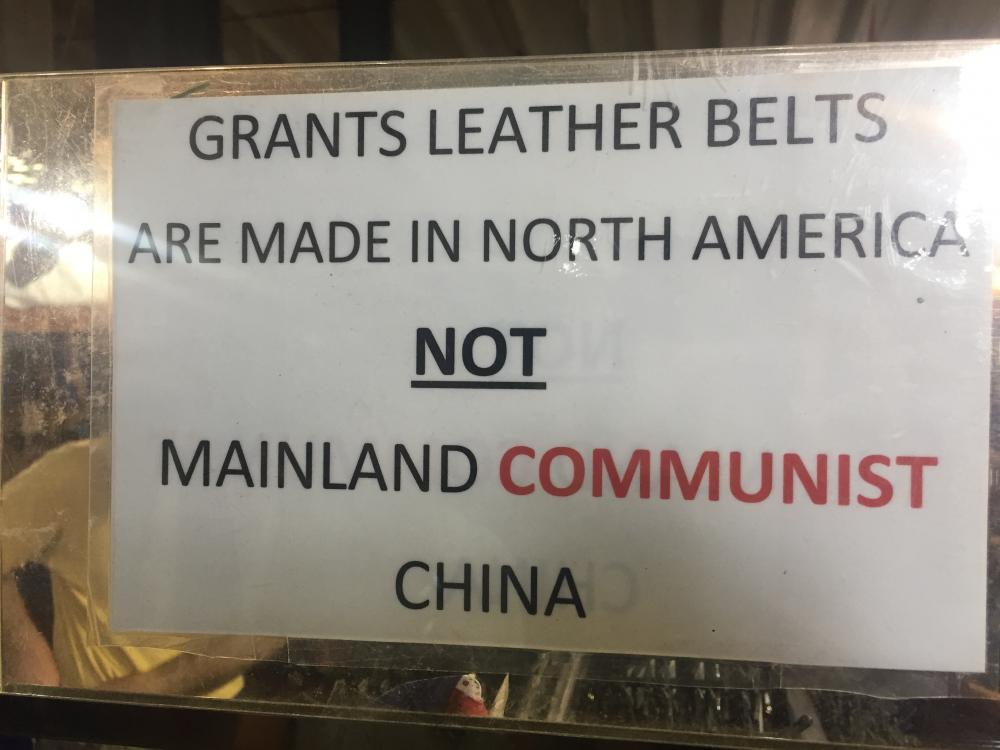 GRANTS LEATHER BELTS
ARE MADE IN NORTH AMERICA
NOT
MAINLAND COMMUNIST
CHINA